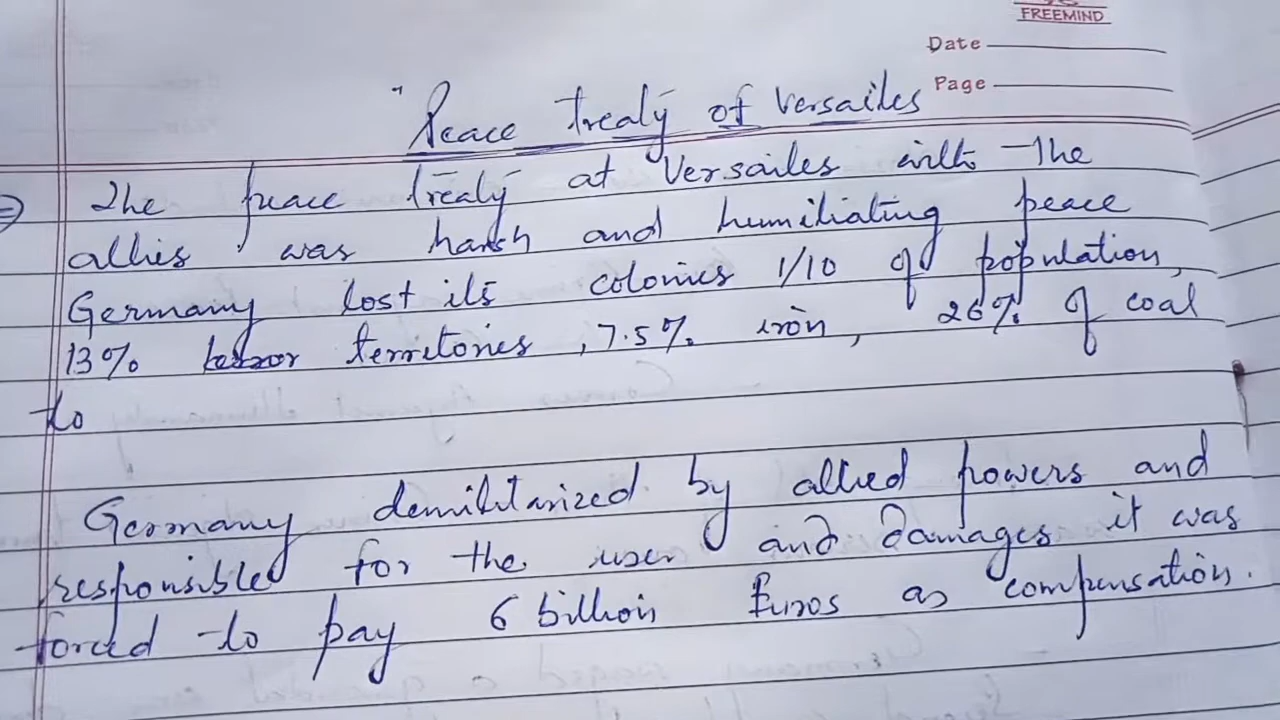 FREEMIND
Date
Page
" Peace treaty of Versailes
=) The peace treaty at Versailes with the
allies was harsh and humiliating peace
Germany lost its colonies 1/10 of population,
13% territories, 7.5% iron, 26% of coal
to
Germany demilitarized by allied powers and
responsible for the user and damages it was
forced to pay 6 billion Euros as compensation.